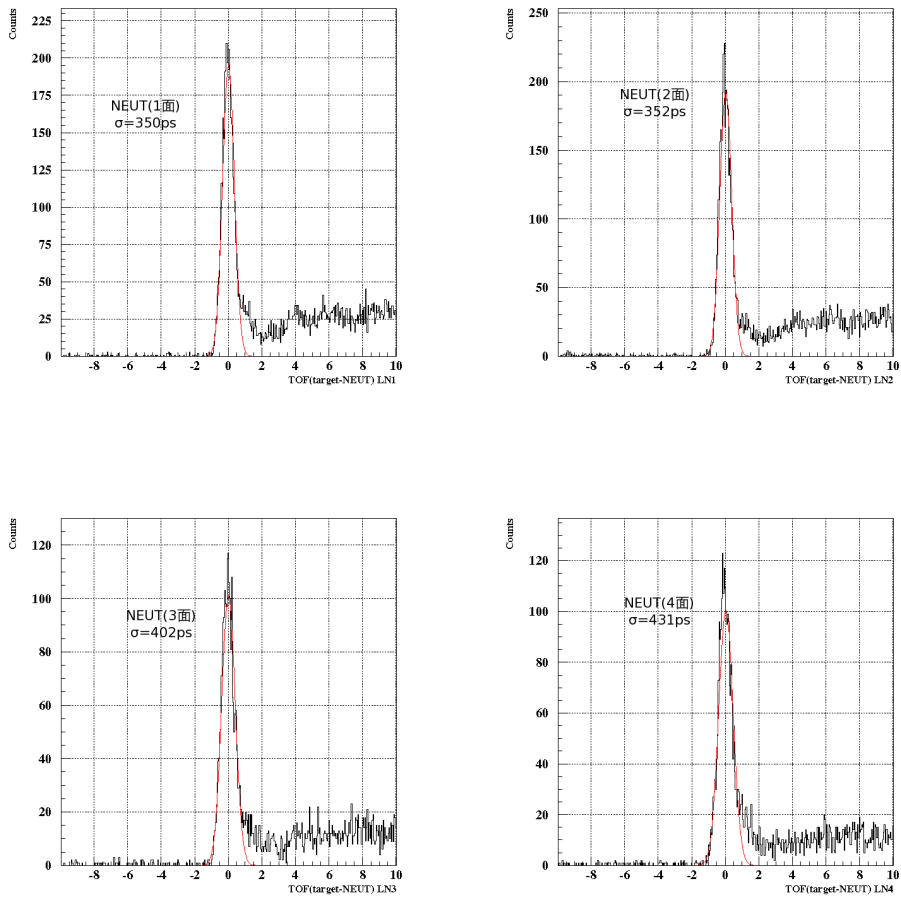 Counts
225
200
175
150
125
100
75
50
25
0
NEUT(1面)
σ=350ps
-8 -6 -4 -2 0 2 4 6 8 10
TOF(target-NEUT) LN1
Counts
250
200
150
100
50
0
NEUT(2面)
σ=352ps
-8 -6 -4 -2 0 2 4 6 8 10
TOF(target-NEUT) LN2
Counts
120
100
80
60
40
20
0
NEUT(3面)
σ=402ps
-8 -6 -4 -2 0 2 4 6 8 10
TOF(target-NEUT) LN3
Counts
120
100
80
60
40
20
0
NEUT(4面)
σ=431ps
-8 -6 -4 -2 0 2 4 6 8 10
TOF(target-NEUT) LN4